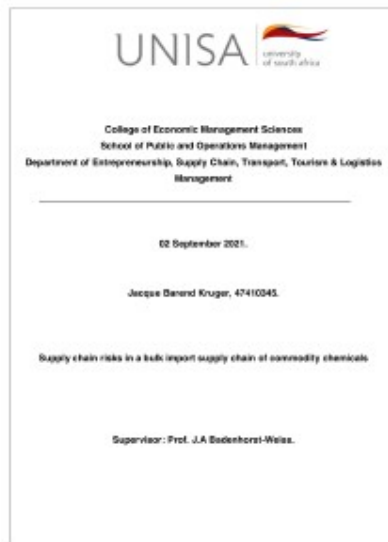 UNISA
university
of south africa
College of Economic Management Sciences
School of Public and Operations Management
Department of Entrepreneurship, Supply Chain, Transport, Tourism & Logistics
Management
02 September 2021.
Jacque Barend Kruger, 47410345.
Supply chain risks in a bulk import supply chain of commodity chemicals
Supervisor: Prof. J.A Badenhorst-Weiss.